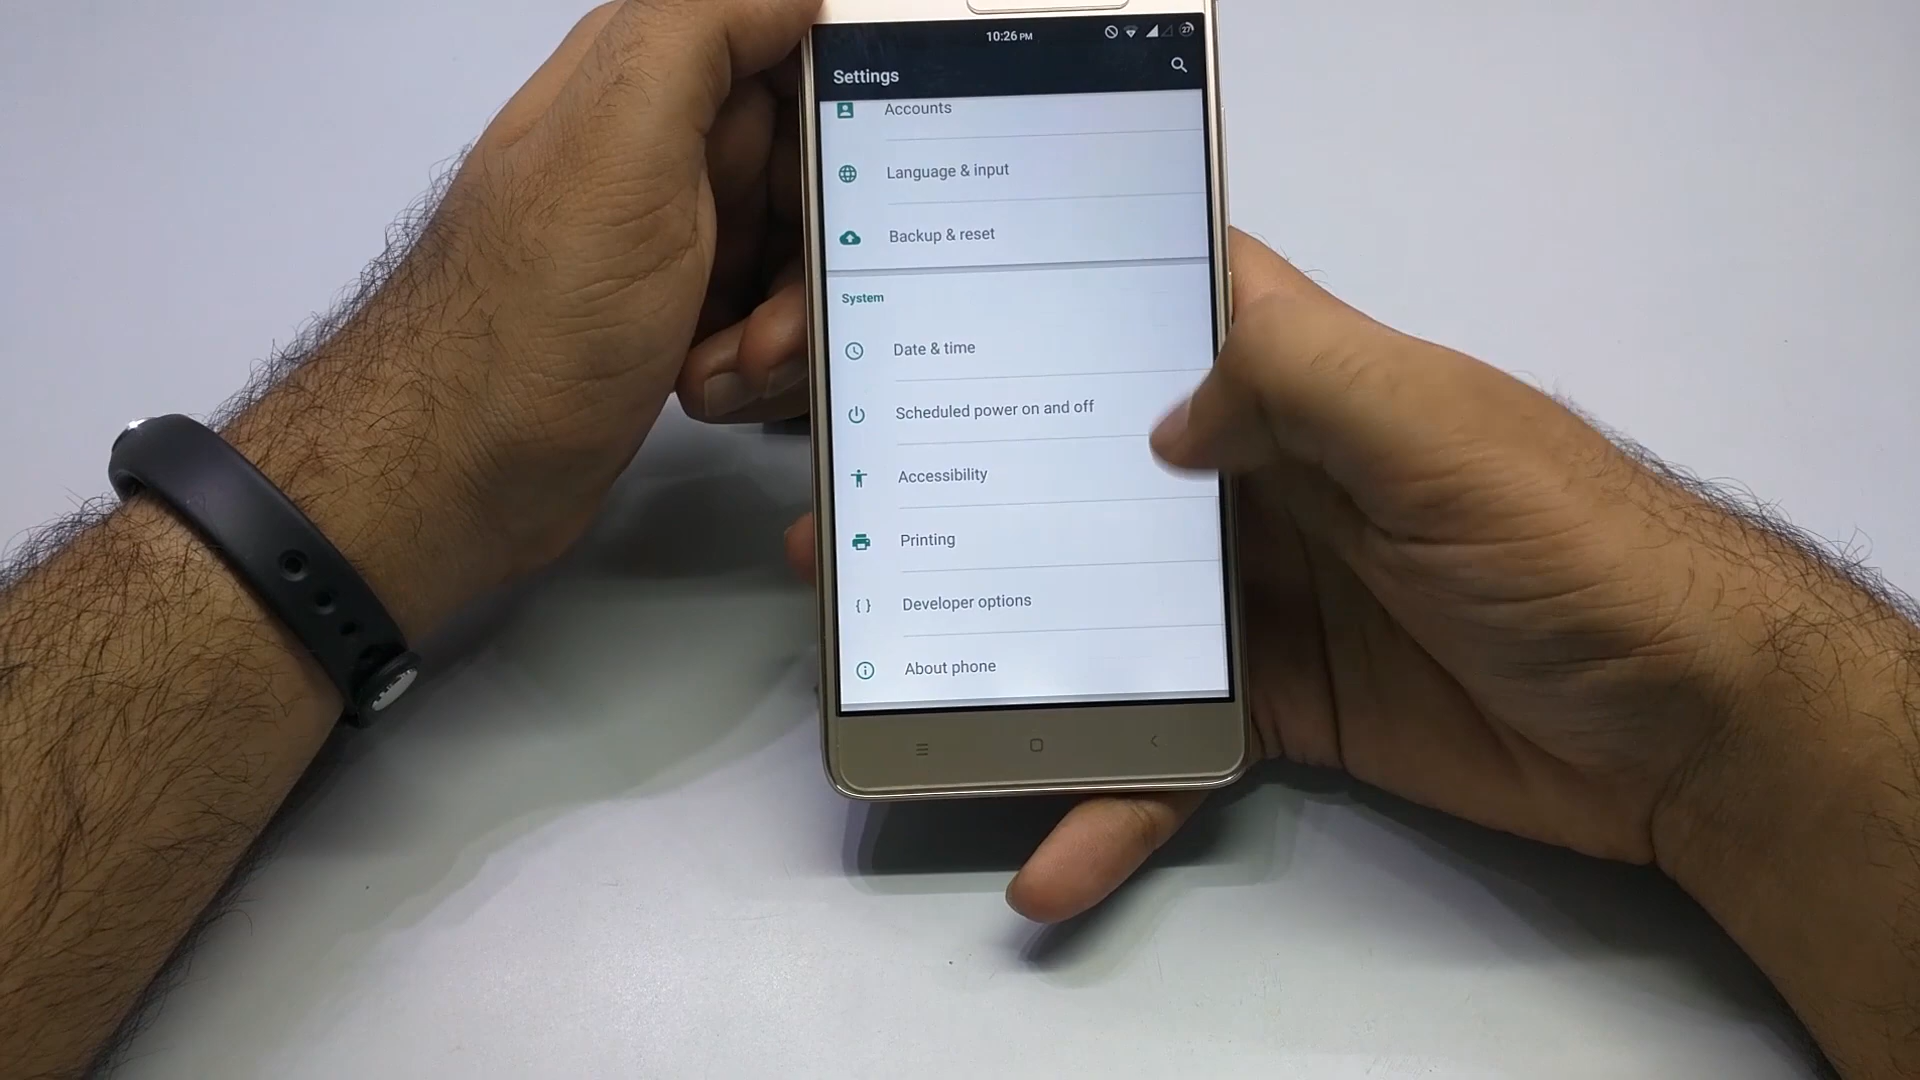 10:26 PM
27
Settings
Accounts
Language & input
Backup & reset
System
Date & time
Scheduled power on and off
Accessibility
Printing
Developer options
About phone